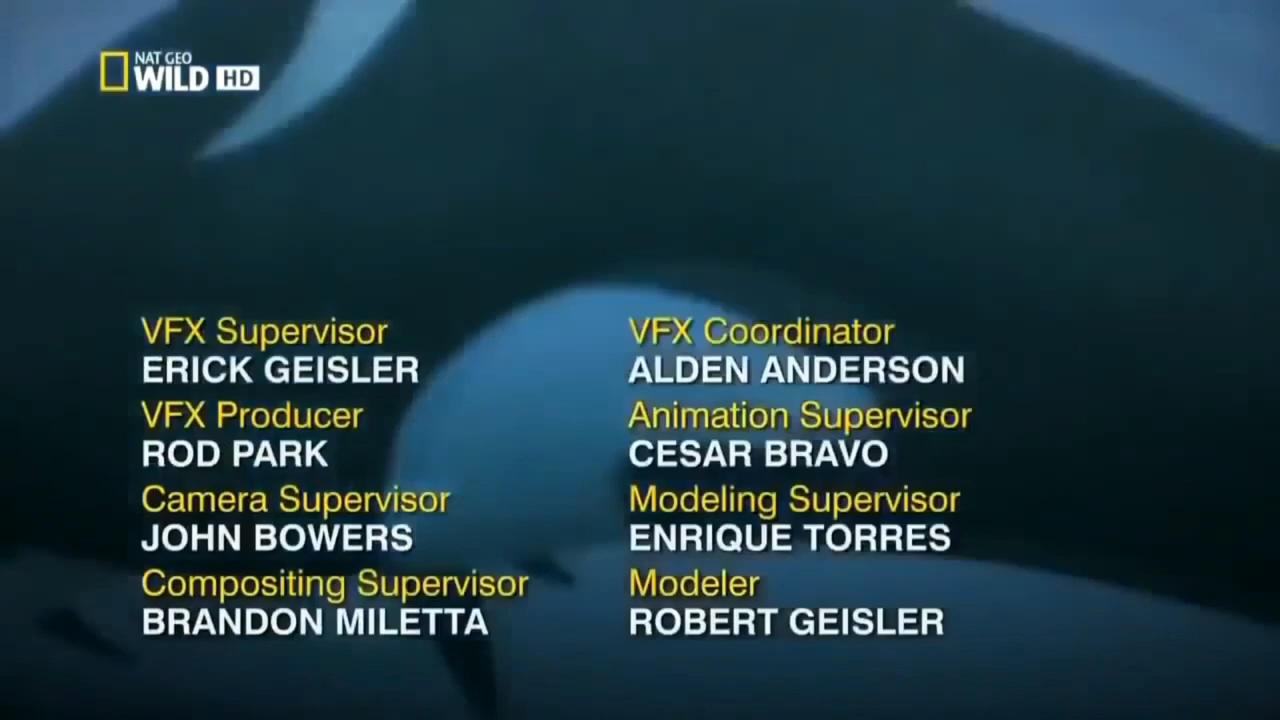 NAT GEO
WILD HD
VFX Supervisor
ERICK GEISLER
VFX Producer
ROD PARK
Camera Supervisor
JOHN BOWERS
Compositing Supervisor
BRANDON MILETTA
VFX Coordinator
ALDEN ANDERSON
Animation Supervisor
CESAR BRAVO
Modeling Supervisor
ENRIQUE TORRES
Modeler
ROBERT GEISLER